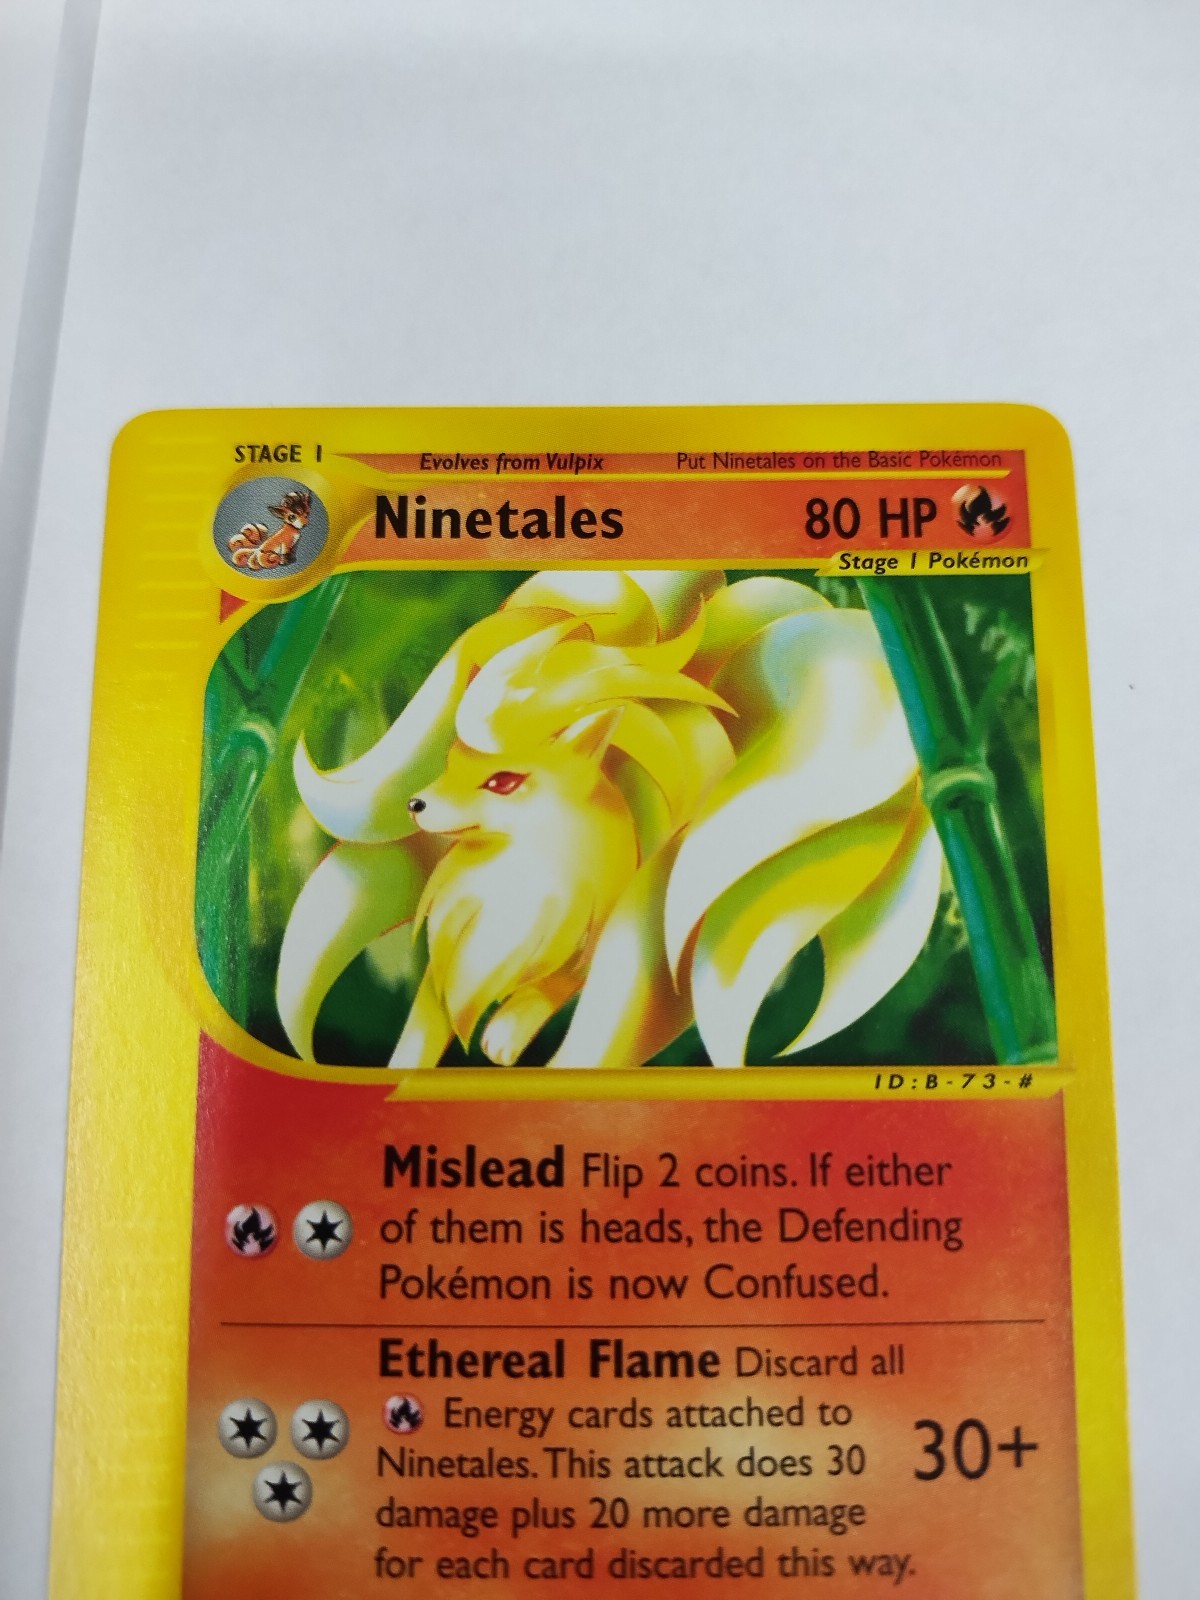 STAGE 1
Evolves from Vulpix Put Ninetales on the Basic Pokémon
Ninetales 80 HP
Stage 1 Pokémon
ID:B-73-#
Mislead Flip 2 coins. If either
of them is heads, the Defending
Pokémon is now Confused.
Ethereal Flame Discard all
Energy cards attached to
Ninetales. This attack does 30
damage plus 20 more damage
for each card discarded this way.
30+